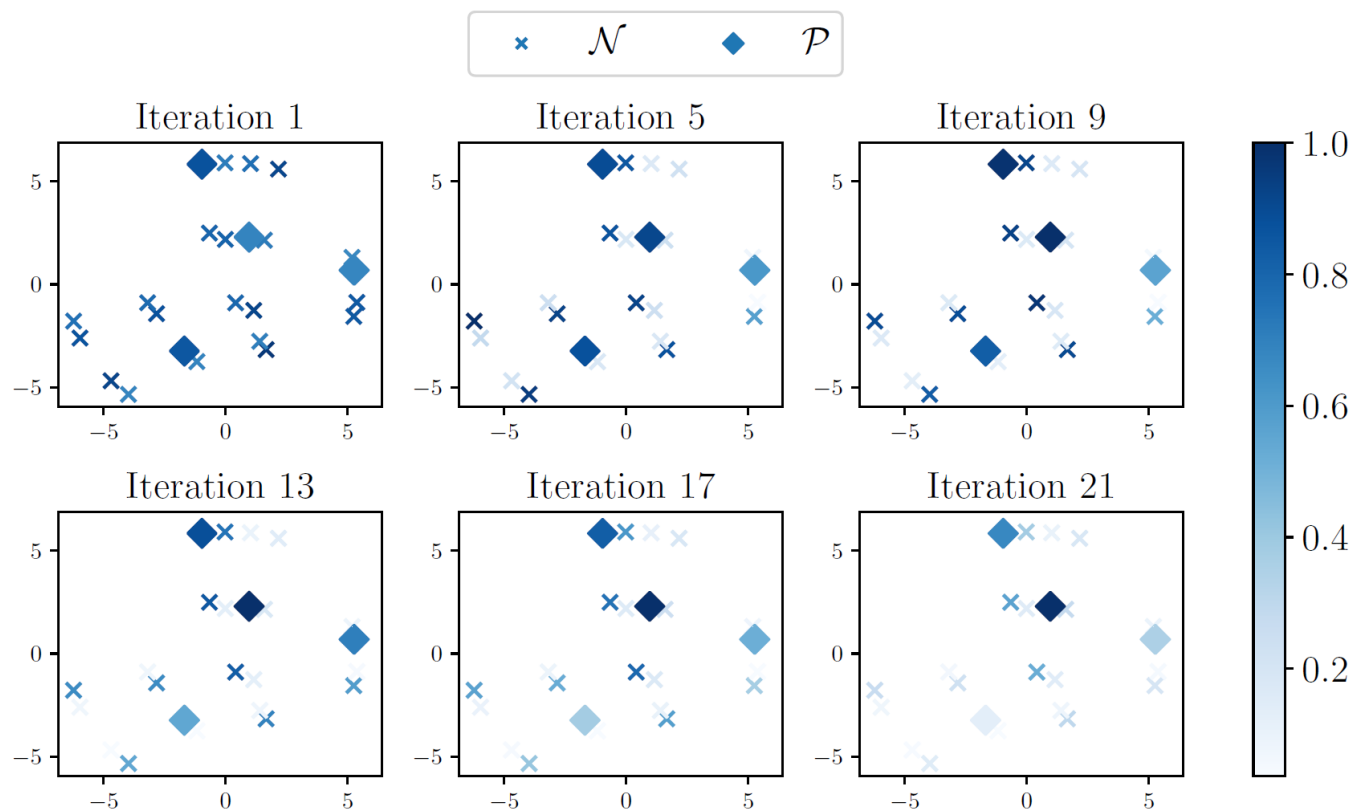 𝒩 𝒫
Iteration 1 Iteration 5 Iteration 9
5 5 5 1.0
0 0 0 0.8
−5 −5 −5
−5 0 5 −5 0 5 −5 0 5 0.6
Iteration 13 Iteration 17 Iteration 21
5 5 5 0.4
0 0 0 0.2
−5 −5 −5
−5 0 5 −5 0 5 −5 0 5